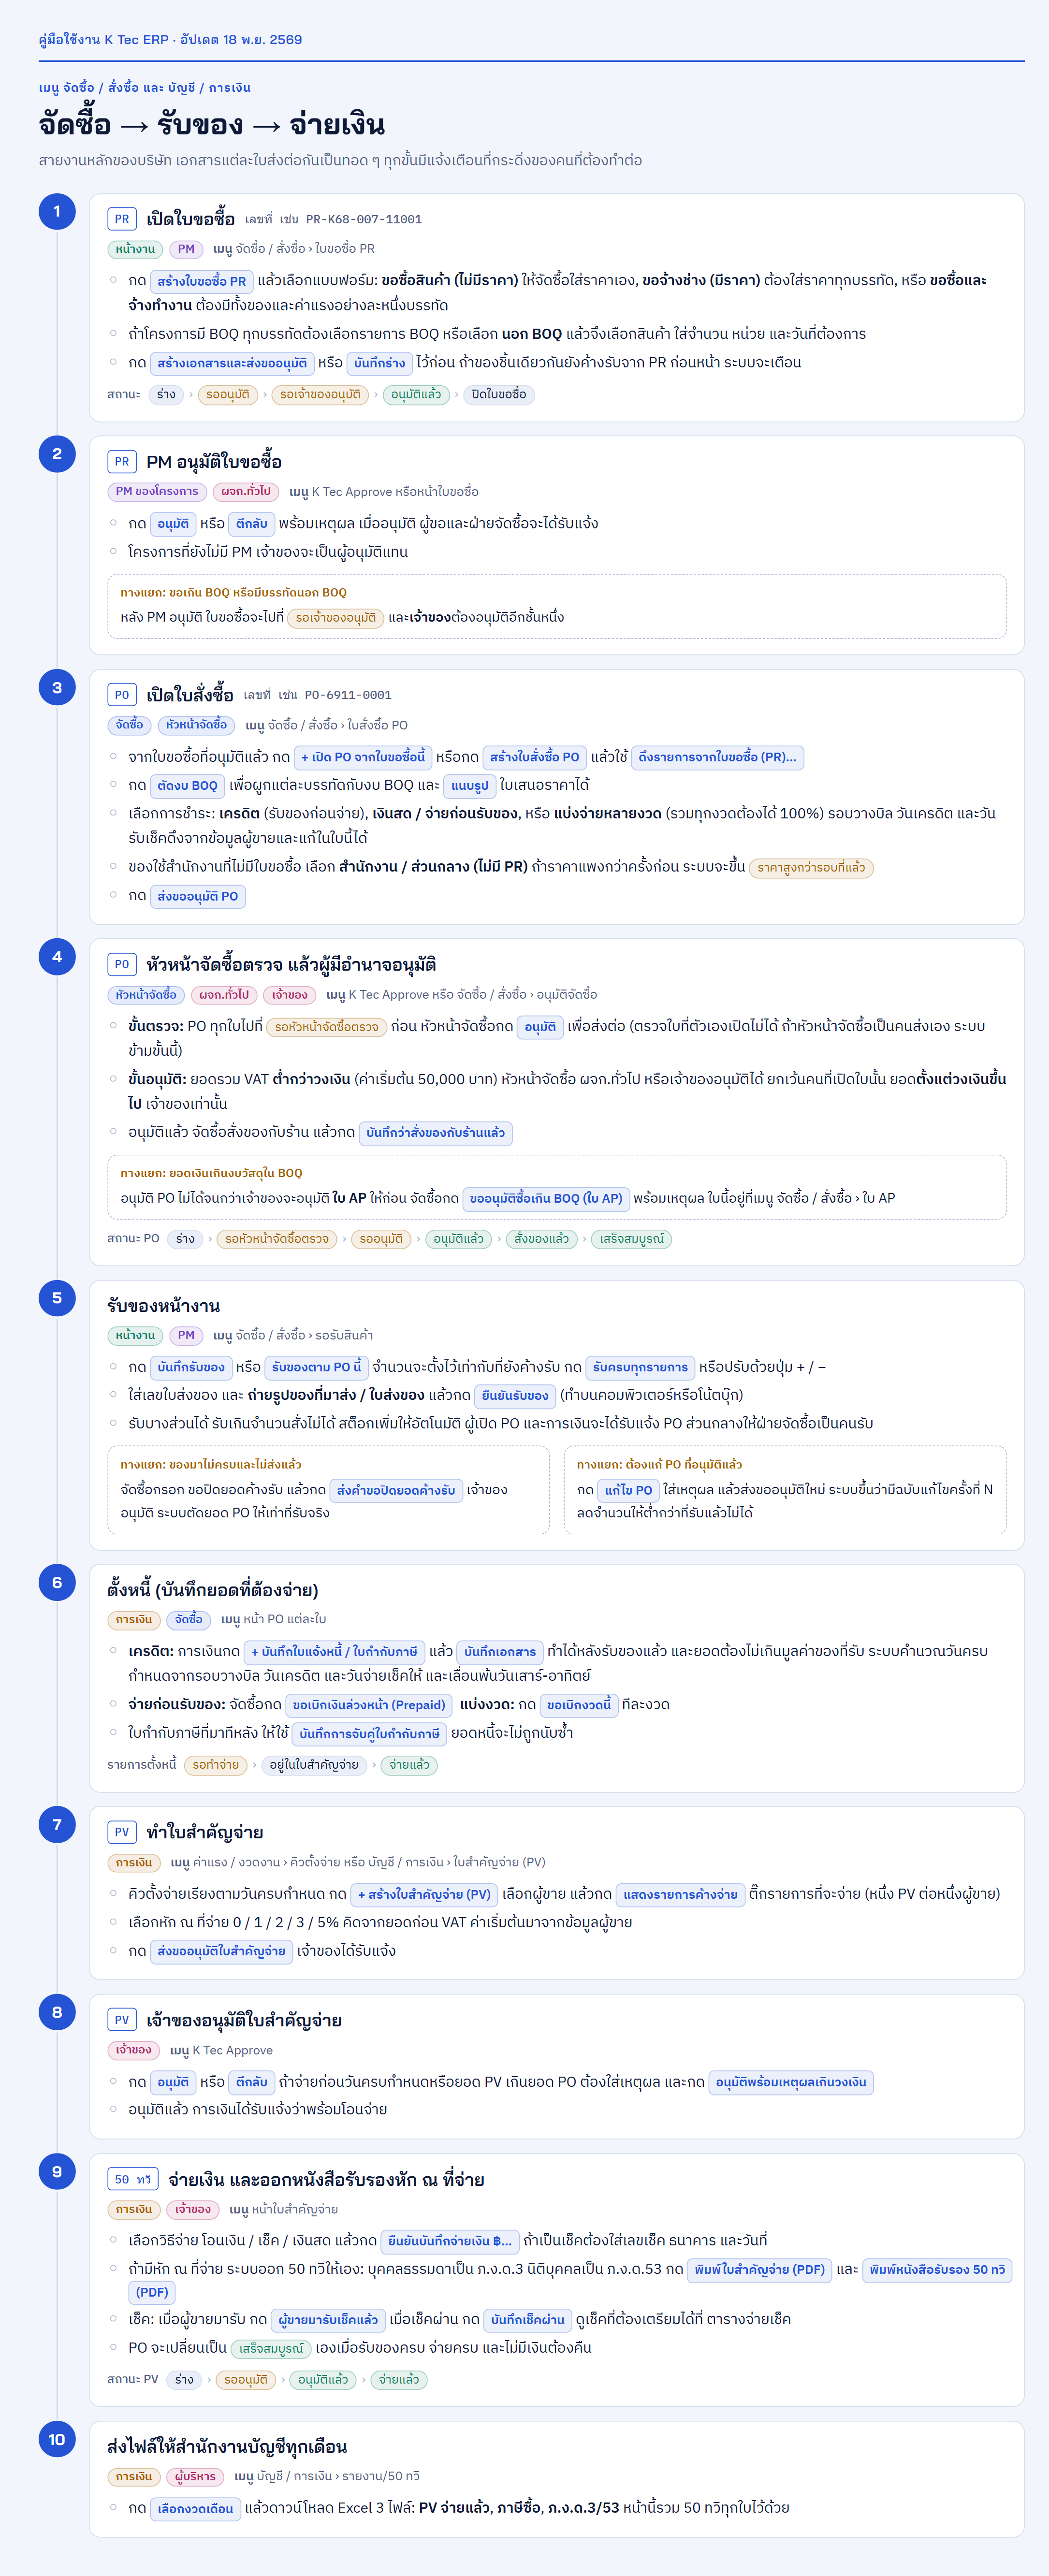 คู่มือใช้งาน K Tec ERP · อัปเดต 18 พ.ย. 2569
เมนู จัดซื้อ / สั่งซื้อ และ บัญชี / การเงิน
จัดซื้อ → รับของ → จ่ายเงิน
สายงานหลักของบริษัท เอกสารแต่ละใบส่งต่อกันเป็นทอด ๆ ทุกขั้นมีแจ้งเตือนที่กระดิ่งของคนที่ต้องทำต่อ
1
PR เปิดใบขอซื้อ เลขที่ เช่น PR-K68-007-11001
หน้างาน PM เมนู จัดซื้อ / สั่งซื้อ › ใบขอซื้อ PR
กด สร้างใบขอซื้อ PR แล้วเลือกแบบฟอร์ม: ขอซื้อสินค้า (ไม่มีราคา) ให้จัดซื้อใส่ราคาเอง, ขอจ้างช่าง (มีราคา) ต้องใส่ราคาทุกบรรทัด, หรือ ขอซื้อและ
จ้างทำงาน ต้องมีทั้งของและค่าแรงอย่างละหนึ่งบรรทัด
ถ้าโครงการมี BOQ ทุกบรรทัดต้องเลือกรายการ BOQ หรือเลือก นอก BOQ แล้วจึงเลือกสินค้า ใส่จำนวน หน่วย และวันที่ต้องการ
กด สร้างเอกสารและส่งขออนุมัติ หรือ บันทึกร่าง ไว้ก่อน ถ้าของชิ้นเดียวกันยังค้างรับจาก PR ก่อนหน้า ระบบจะเตือน
สถานะ ร่าง › รออนุมัติ › รอเจ้าของอนุมัติ › อนุมัติแล้ว › ปิดใบขอซื้อ
2
PR PM อนุมัติใบขอซื้อ
PM ของโครงการ ผจก.ทั่วไป เมนู K Tec Approve หรือหน้าใบขอซื้อ
กด อนุมัติ หรือ ตีกลับ พร้อมเหตุผล เมื่ออนุมัติ ผู้ขอและฝ่ายจัดซื้อจะได้รับแจ้ง
โครงการที่ยังไม่มี PM เจ้าของจะเป็นผู้อนุมัติแทน
ทางแยก: ขอเกิน BOQ หรือมีบรรทัดนอก BOQ
หลัง PM อนุมัติ ใบขอซื้อจะไปที่ รอเจ้าของอนุมัติ และเจ้าของต้องอนุมัติอีกชั้นหนึ่ง
3
PO เปิดใบสั่งซื้อ เลขที่ เช่น PO-6911-0001
จัดซื้อ หัวหน้าจัดซื้อ เมนู จัดซื้อ / สั่งซื้อ › ใบสั่งซื้อ PO
จากใบขอซื้อที่อนุมัติแล้ว กด + เปิด PO จากใบขอซื้อนี้ หรือกด สร้างใบสั่งซื้อ PO แล้วใช้ ดึงรายการจากใบขอซื้อ (PR)...
กด ตัดงบ BOQ เพื่อผูกแต่ละบรรทัดกับงบ BOQ และ แนบรูป ใบเสนอราคาได้
เลือกการชำระ: เครดิต (รับของก่อนจ่าย), เงินสด / จ่ายก่อนรับของ, หรือ แบ่งจ่ายหลายงวด (รวมทุกงวดต้องได้ 100%) รอบวางบิล วันเครดิต และวัน
รับเช็คดึงจากข้อมูลผู้ขายและแก้ในใบนี้ได้
ของใช้สำนักงานที่ไม่มีใบขอซื้อ เลือก สำนักงาน / ส่วนกลาง (ไม่มี PR) ถ้าราคาแพงกว่าครั้งก่อน ระบบจะขึ้น ราคาสูงกว่ารอบที่แล้ว
กด ส่งขออนุมัติ PO
4
PO หัวหน้าจัดซื้อตรวจ แล้วผู้มีอำนาจอนุมัติ
หัวหน้าจัดซื้อ ผจก.ทั่วไป เจ้าของ เมนู K Tec Approve หรือ จัดซื้อ / สั่งซื้อ › อนุมัติจัดซื้อ
ขั้นตรวจ: PO ทุกใบไปที่ รอหัวหน้าจัดซื้อตรวจ ก่อน หัวหน้าจัดซื้อกด อนุมัติ เพื่อส่งต่อ (ตรวจใบที่ตัวเองเปิดไม่ได้ ถ้าหัวหน้าจัดซื้อเป็นคนส่งเอง ระบบ
ข้ามขั้นนี้)
ขั้นอนุมัติ: ยอดรวม VAT ต่ำกว่าวงเงิน (ค่าเริ่มต้น 50,000 บาท) หัวหน้าจัดซื้อ ผจก.ทั่วไป หรือเจ้าของอนุมัติได้ ยกเว้นคนที่เปิดใบนั้น ยอดตั้งแต่วงเงินขึ้น
ไป เจ้าของเท่านั้น
อนุมัติแล้ว จัดซื้อสั่งของกับร้าน แล้วกด บันทึกว่าสั่งของกับร้านแล้ว
ทางแยก: ยอดเงินเกินงบวัสดุใน BOQ
อนุมัติ PO ไม่ได้จนกว่าเจ้าของจะอนุมัติ ใบ AP ให้ก่อน จัดซื้อกด ขออนุมัติซื้อเกิน BOQ (ใบ AP) พร้อมเหตุผล ใบนี้อยู่ที่เมนู จัดซื้อ / สั่งซื้อ › ใบ AP
สถานะ PO ร่าง › รอหัวหน้าจัดซื้อตรวจ › รออนุมัติ › อนุมัติแล้ว › สั่งของแล้ว › เสร็จสมบูรณ์
5
รับของหน้างาน
หน้างาน PM เมนู จัดซื้อ / สั่งซื้อ › รอรับสินค้า
กด บันทึกรับของ หรือ รับของตาม PO นี้ จำนวนจะตั้งไว้เท่ากับที่ยังค้างรับ กด รับครบทุกรายการ หรือปรับด้วยปุ่ม + / −
ใส่เลขใบส่งของ และ ถ่ายรูปของที่มาส่ง / ใบส่งของ แล้วกด ยืนยันรับของ (ทำบนคอมพิวเตอร์หรือโน้ตบุ๊ก)
รับบางส่วนได้ รับเกินจำนวนสั่งไม่ได้ สต็อกเพิ่มให้อัตโนมัติ ผู้เปิด PO และการเงินจะได้รับแจ้ง PO ส่วนกลางให้ฝ่ายจัดซื้อเป็นคนรับ
ทางแยก: ของมาไม่ครบและไม่ส่งแล้ว
จัดซื้อกรอก ขอปิดยอดค้างรับ แล้วกด ส่งคำขอปิดยอดค้างรับ เจ้าของ
อนุมัติ ระบบตัดยอด PO ให้เท่าที่รับจริง
ทางแยก: ต้องแก้ PO ที่อนุมัติแล้ว
กด แก้ไข PO ใส่เหตุผล แล้วส่งขออนุมัติใหม่ ระบบขึ้นว่ามีฉบับแก้ไขครั้งที่ N
ลดจำนวนให้ต่ำกว่าที่รับแล้วไม่ได้
6
ตั้งหนี้ (บันทึกยอดที่ต้องจ่าย)
การเงิน จัดซื้อ เมนู หน้า PO แต่ละใบ
เครดิต: การเงินกด + บันทึกใบแจ้งหนี้ / ใบกำกับภาษี แล้ว บันทึกเอกสาร ทำได้หลังรับของแล้ว และยอดต้องไม่เกินมูลค่าของที่รับ ระบบคำนวณวันครบ
กำหนดจากรอบวางบิล วันเครดิต และวันจ่ายเช็คให้ และเลื่อนพ้นวันเสาร์-อาทิตย์
จ่ายก่อนรับของ: จัดซื้อกด ขอเบิกเงินล่วงหน้า (Prepaid) แบ่งงวด: กด ขอเบิกงวดนี้ ทีละงวด
ใบกำกับภาษีที่มาทีหลัง ให้ใช้ บันทึกการจับคู่ใบกำกับภาษี ยอดหนี้จะไม่ถูกนับซ้ำ
รายการตั้งหนี้ รอทำจ่าย › อยู่ในใบสำคัญจ่าย › จ่ายแล้ว
7
PV ทำใบสำคัญจ่าย
การเงิน เมนู ค่าแรง / งวดงาน › คิวตั้งจ่าย หรือ บัญชี / การเงิน › ใบสำคัญจ่าย (PV)
คิวตั้งจ่ายเรียงตามวันครบกำหนด กด + สร้างใบสำคัญจ่าย (PV) เลือกผู้ขาย แล้วกด แสดงรายการค้างจ่าย ติ๊กรายการที่จะจ่าย (หนึ่ง PV ต่อหนึ่งผู้ขาย)
เลือกหัก ณ ที่จ่าย 0 / 1 / 2 / 3 / 5% คิดจากยอดก่อน VAT ค่าเริ่มต้นมาจากข้อมูลผู้ขาย
กด ส่งขออนุมัติใบสำคัญจ่าย เจ้าของได้รับแจ้ง
8
PV เจ้าของอนุมัติใบสำคัญจ่าย
เจ้าของ เมนู K Tec Approve
กด อนุมัติ หรือ ตีกลับ ถ้าจ่ายก่อนวันครบกำหนดหรือยอด PV เกินยอด PO ต้องใส่เหตุผล และกด อนุมัติพร้อมเหตุผลเกินวงเงิน
อนุมัติแล้ว การเงินได้รับแจ้งว่าพร้อมโอนจ่าย
9
50 ทวิ จ่ายเงิน และออกหนังสือรับรองหัก ณ ที่จ่าย
การเงิน เจ้าของ เมนู หน้าใบสำคัญจ่าย
เลือกวิธีจ่าย โอนเงิน / เช็ค / เงินสด แล้วกด ยืนยันบันทึกจ่ายเงิน ฿... ถ้าเป็นเช็คต้องใส่เลขเช็ค ธนาคาร และวันที่
ถ้ามีหัก ณ ที่จ่าย ระบบออก 50 ทวิให้เอง: บุคคลธรรมดาเป็น ภ.ง.ด.3 นิติบุคคลเป็น ภ.ง.ด.53 กด พิมพ์ใบสำคัญจ่าย (PDF) และ พิมพ์หนังสือรับรอง 50 ทวิ
(PDF)
เช็ค: เมื่อผู้ขายมารับ กด ผู้ขายมารับเช็คแล้ว เมื่อเช็คผ่าน กด บันทึกเช็คผ่าน ดูเช็คที่ต้องเตรียมได้ที่ ตารางจ่ายเช็ค
PO จะเปลี่ยนเป็น เสร็จสมบูรณ์ เองเมื่อรับของครบ จ่ายครบ และไม่มีเงินต้องคืน
สถานะ PV ร่าง › รออนุมัติ › อนุมัติแล้ว › จ่ายแล้ว
10
ส่งไฟล์ให้สำนักงานบัญชีทุกเดือน
การเงิน ผู้บริหาร เมนู บัญชี / การเงิน › รายงาน/50 ทวิ
กด เลือกงวดเดือน แล้วดาวน์โหลด Excel 3 ไฟล์: PV จ่ายแล้ว, ภาษีซื้อ, ภ.ง.ด.3/53 หน้านี้รวม 50 ทวิทุกใบไว้ด้วย